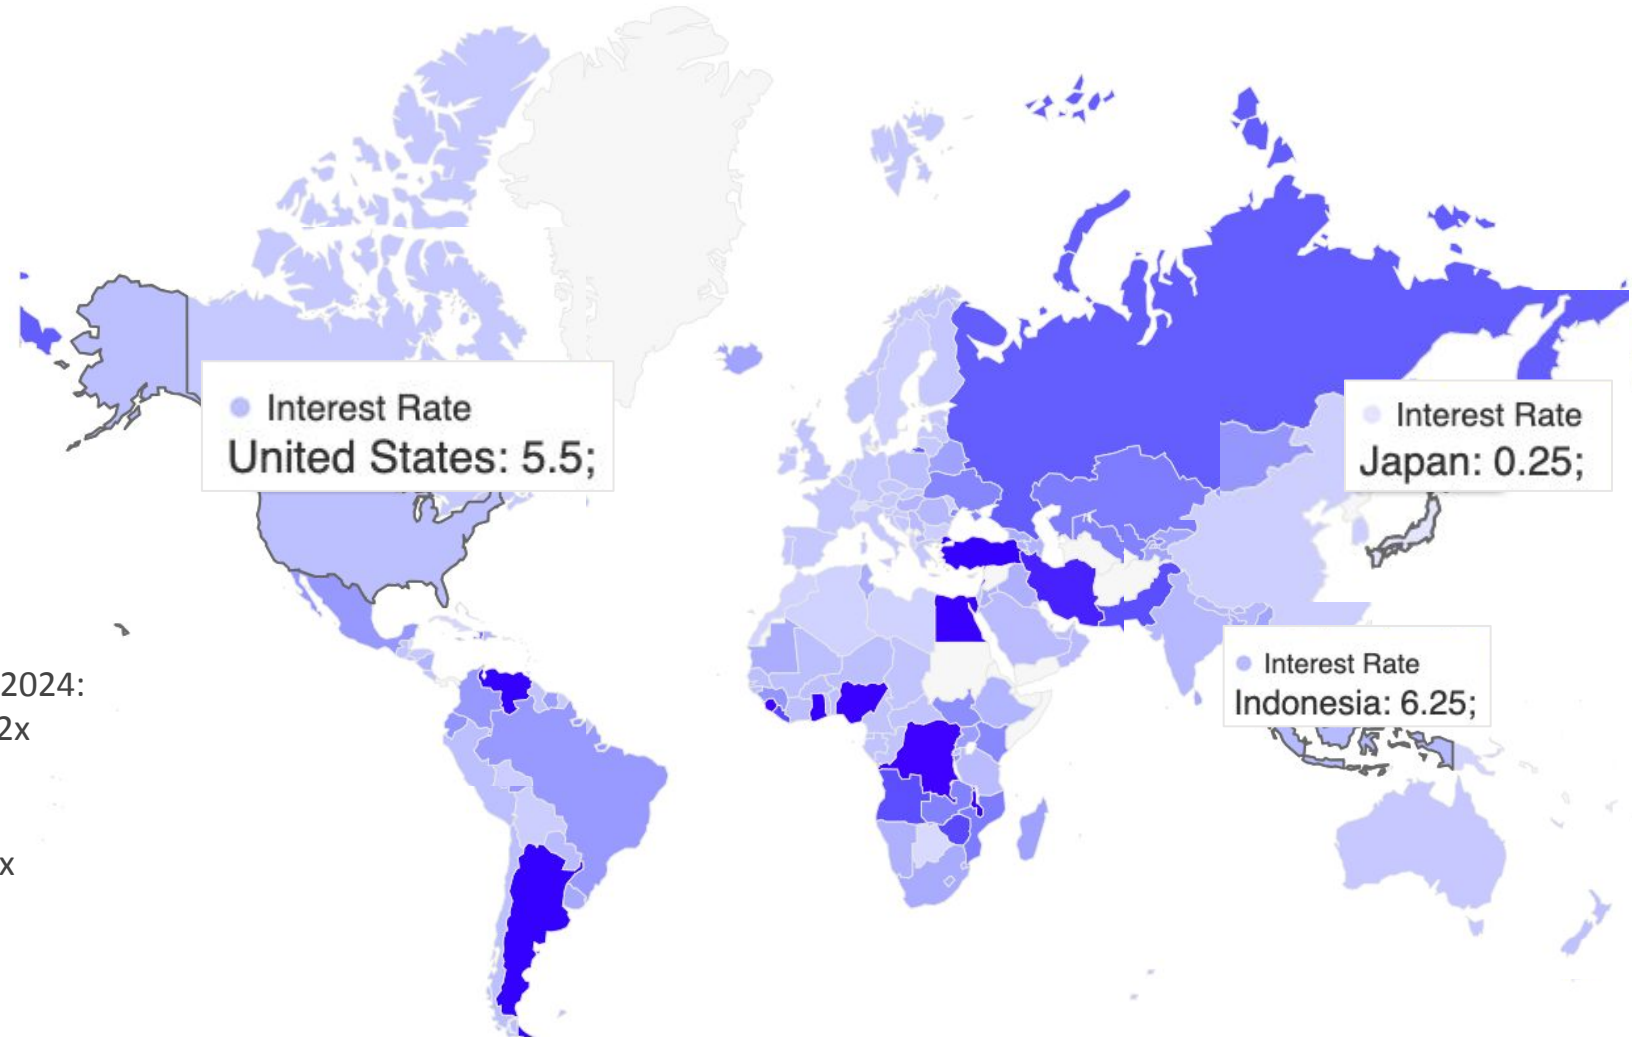 Interest Rate
United States: 5.5;
Interest Rate
Japan: 0.25;
Interest Rate
Indonesia: 6.25;
2024:
2x
x